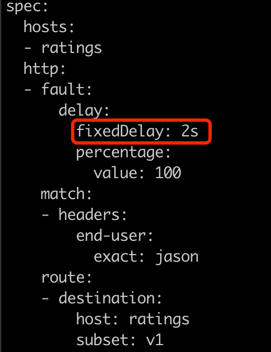 spec:
  hosts:
  - ratings
  http:
  - fault:
      delay:
        fixedDelay: 2s
        percentage:
          value: 100
    match:
    - headers:
        end-user:
          exact: jason
    route:
    - destination:
        host: ratings
        subset: v1